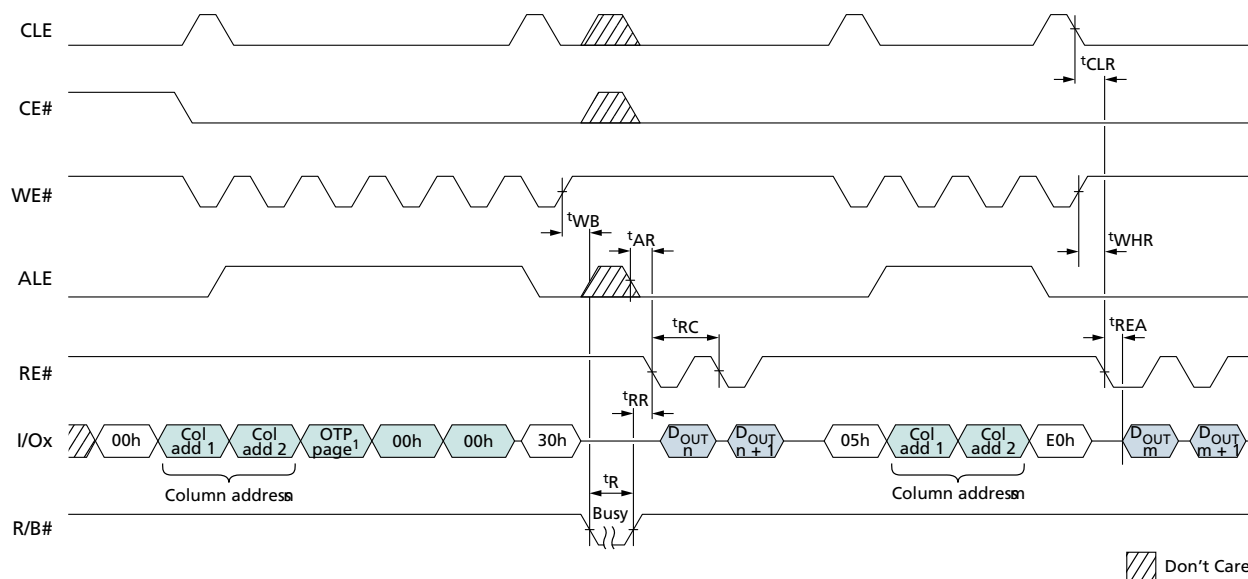 CLE
tCLR
CE#
WE#
tWB
tAR
tWHR
ALE
tRC
tREA
RE#
tRR
I/Ox
00h
Col add 1
Col add 2
OTP page1
00h
00h
30h
DOUT n
DOUT n + 1
05h
Col add 1
Col add 2
E0h
DOUT m
DOUT m + 1
Column address n
tR
Column address m
R/B#
Busy
Don't Care